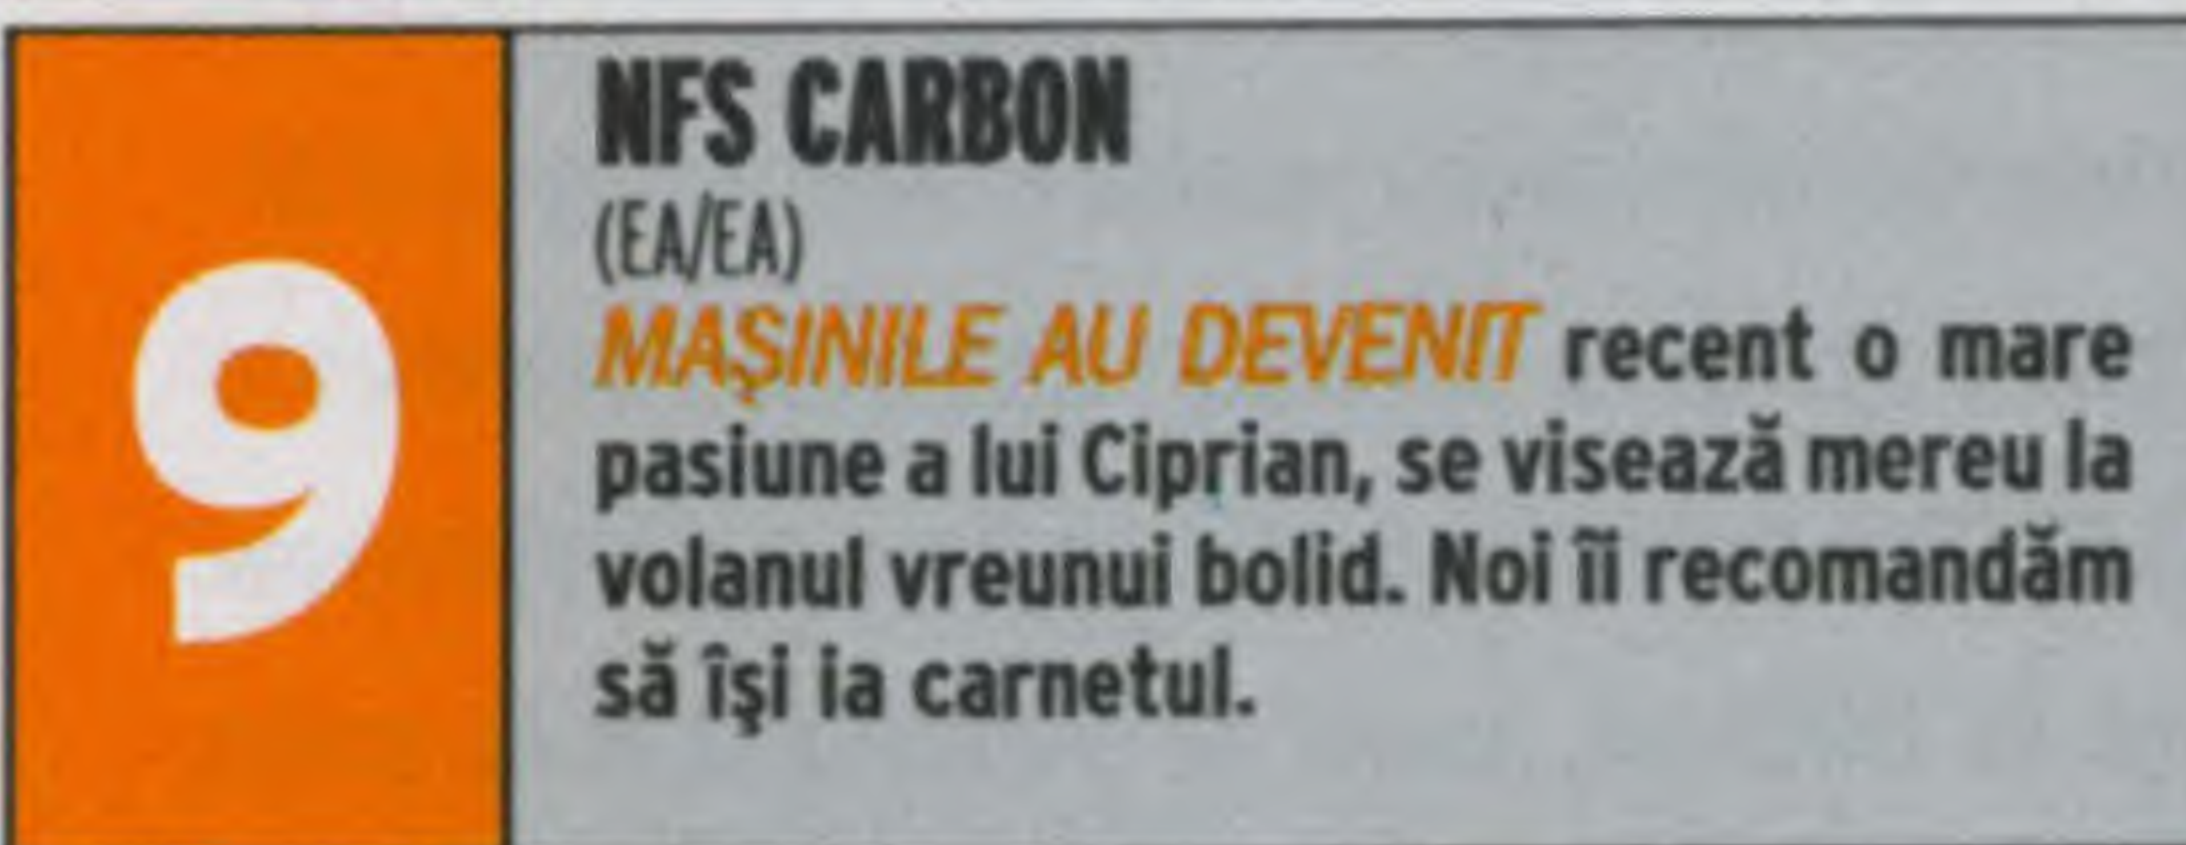 9
NFS CARBON
(EA/EA)
MAŞINILE AU DEVENIT recent o mare
pasiune a lui Ciprian, se visează mereu la
volanul vreunui bolid. Noi îi recomandăm
să îşi ia carnetul.